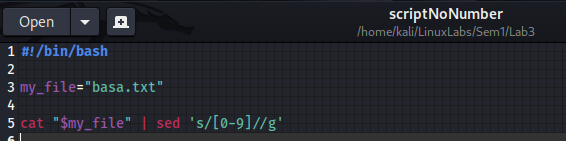 Open
scriptNoNumber
/home/kali/LinuxLabs/Sem1/Lab3
1 #!/bin/bash
2
3 my_file="basa.txt"
4
5 cat "$my_file" | sed 's/[0-9]//g'
6